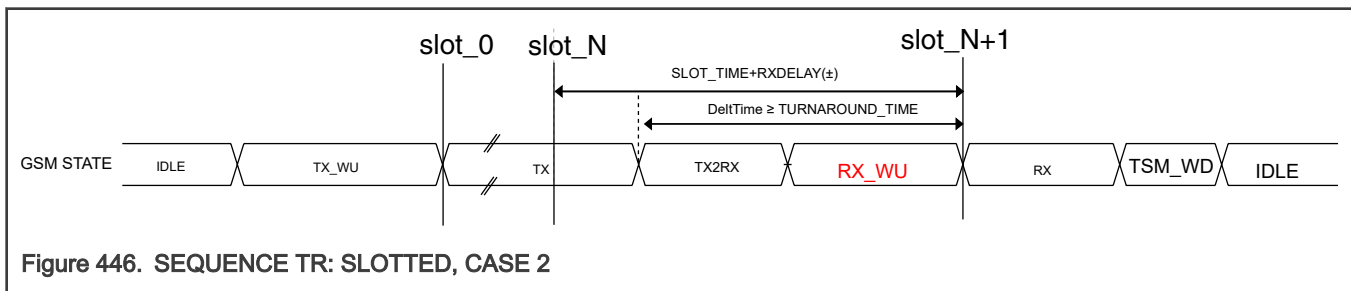 slot_0 slot_N slot_N+1
SLOT_TIME+RXDELAY(±)
DeltTime ≥ TURNAROUND_TIME
GSM STATE IDLE TX_WU TX TX2RX RX_WU RX TSM_WD IDLE
Figure 446. SEQUENCE TR: SLOTTED, CASE 2